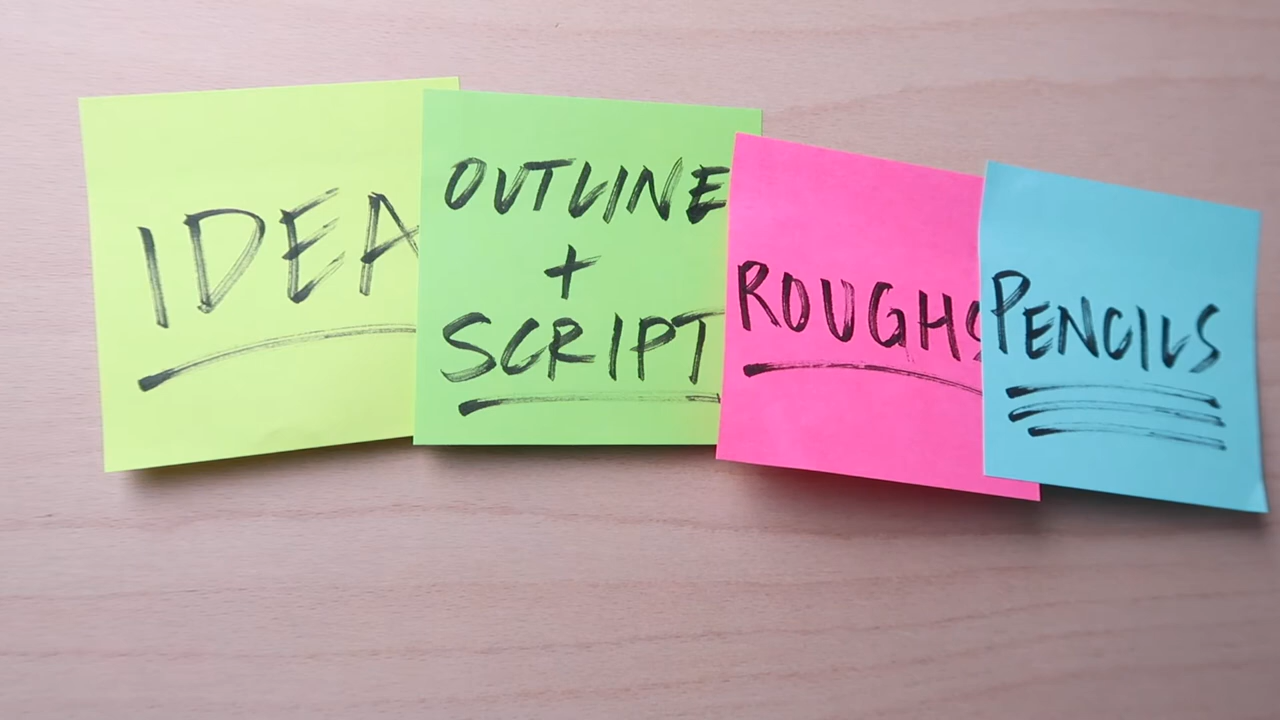 IDEA
OUTLINE
+
SCRIPT
ROUGHS
PENCILS